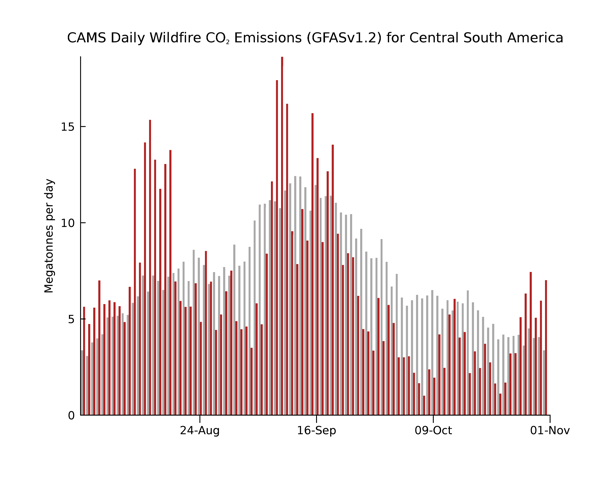 CAMS Daily Wildfire CO₂ Emissions (GFASv1.2) for Central South America
Megatonnes per day
15
10
5
0
24-Aug 16-Sep 09-Oct 01-Nov